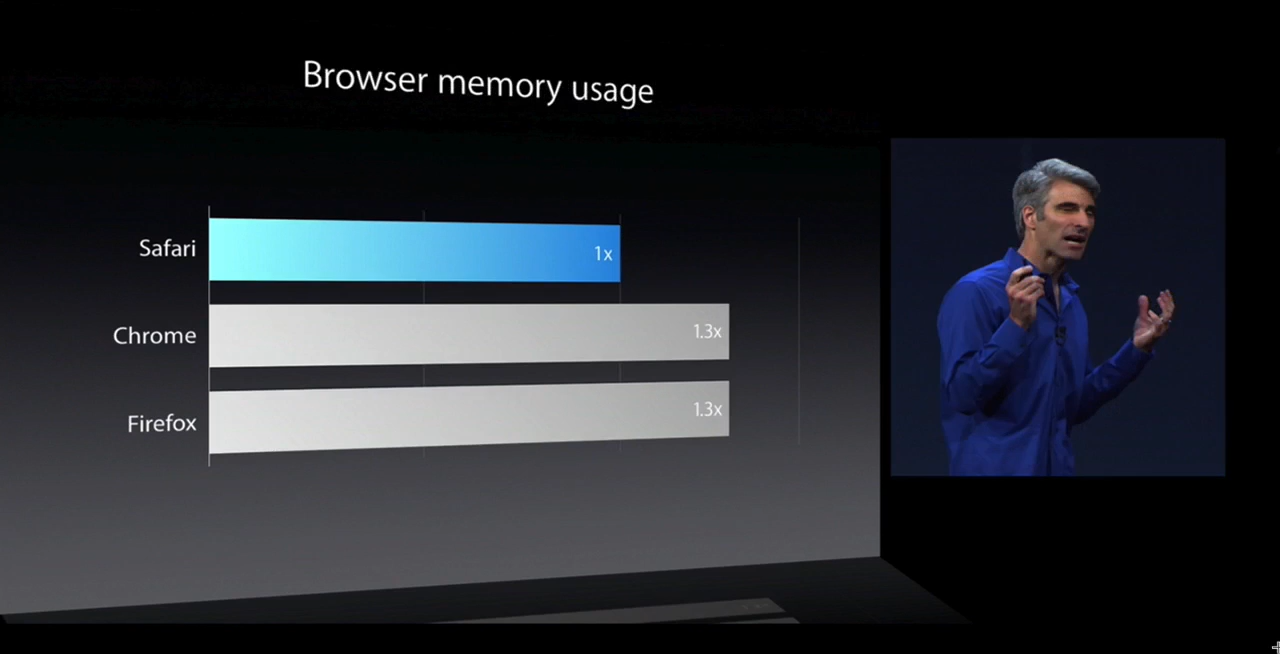 Browser memory usage
Safari 1x
Chrome 1.3x
Firefox 1.3x